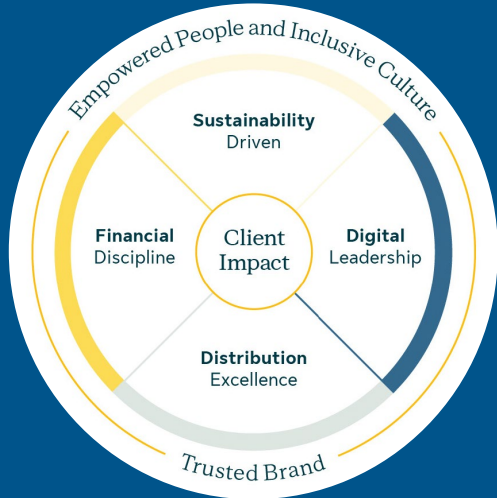 Empowered People and Inclusive Culture
Sustainability
Driven
Financial
Discipline
Client
Impact
Digital
Leadership
Distribution
Excellence
Trusted Brand